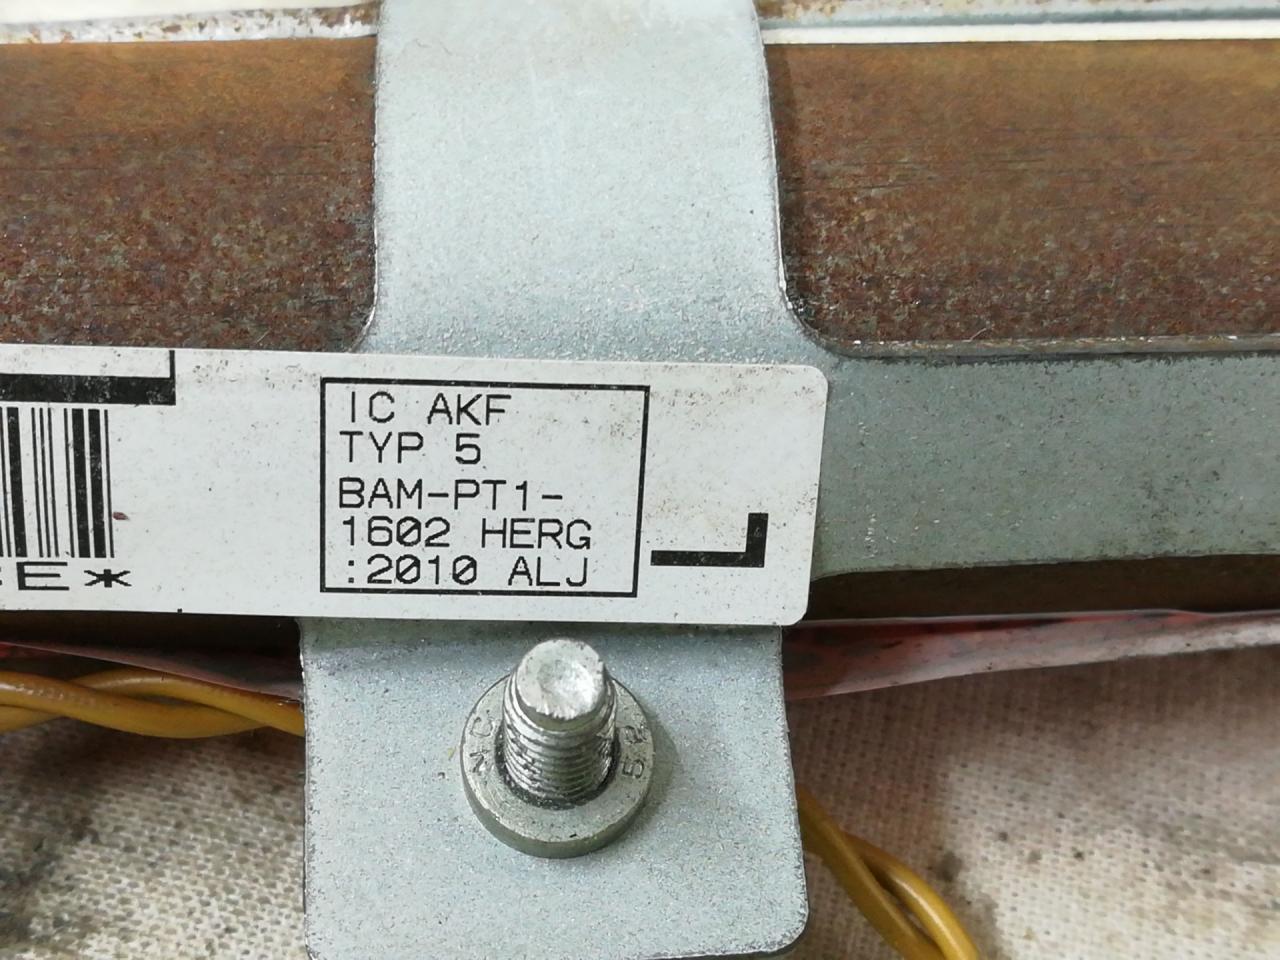 IC AKF
TYP 5
BAM-PT1-
1602 HERG
:2010 ALJ
E*